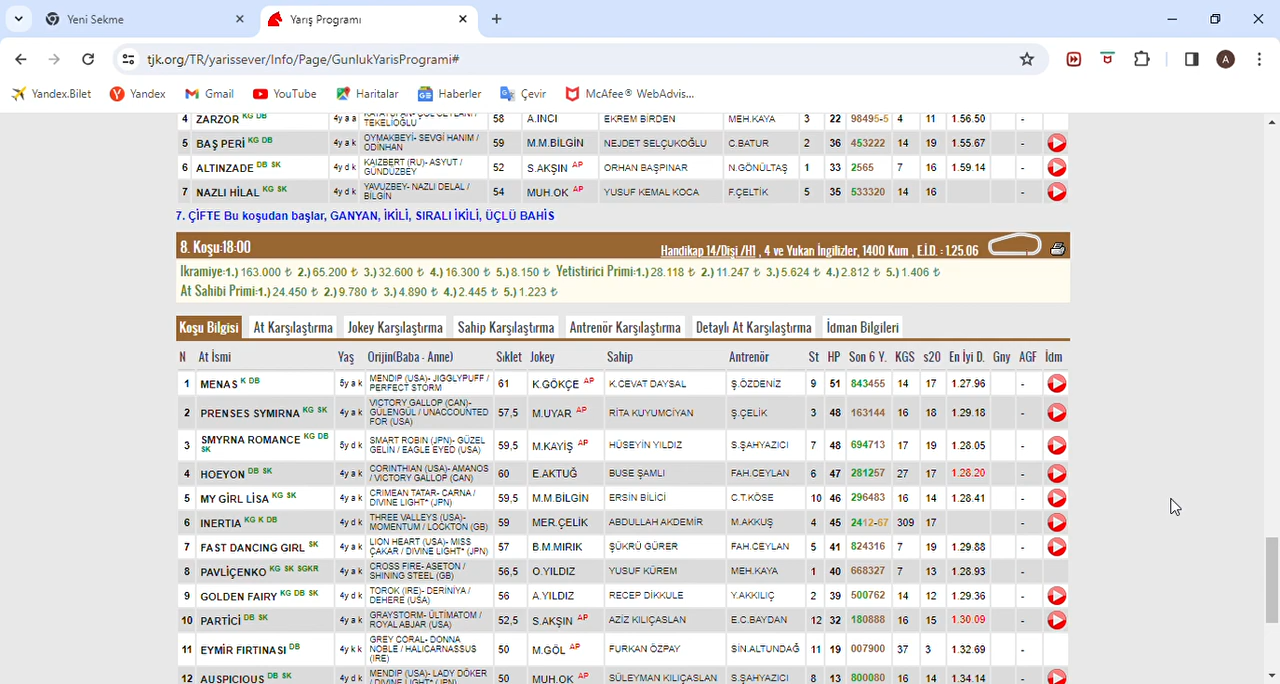 Yeni Sekme
Yarış Programı
tjk.org/TR/yarissever/Info/Page/GunlukYarisProgrami#
A
Yandex.Bilet Yandex Gmail YouTube Haritalar Haberler Çevir McAfee® WebAdvis...
4 ZARZOR KG DB 4y a a TEKELİOĞLU 58 A.İNCİ EKREM BİRDEN MEH.KAYA 3 22 98495-5 4 11 1.56.50 -
5 BAŞ PERİ KG DB 4y a k OYMAKBEYİ- SEVGİ HANIM / ODİNHAN 59 M.M.BİLGİN NEJDET SELÇUKOĞLU C.BATUR 2 36 453222 14 19 1.55.67 -
6 ALTINZADE DB SK 4y d k KAIZBERT (RU)- ASYUT / GÜNDÜZBEY 52 S.AKŞIN AP ORHAN BAŞPINAR N.GÖNÜLTAŞ 1 33 2565 7 16 1.59.14 -
7 NAZLI HİLAL KG SK 4y d k YAVUZBEY- NAZLI DELAL / BİLGİN 54 MUH.OK AP YUSUF KEMAL KOCA F.ÇELTİK 5 35 533320 14 16 -
7. ÇİFTE Bu koşudan başlar, GANYAN, İKİLİ, SIRALI İKİLİ, ÜÇLÜ BAHİS
8. Koşu:18:00 Handikap 14/Dişi /H1 , 4 ve Yukarı İngilizler, 1400 Kum , E.İ.D. : 1.25.06
İkramiye:1.) 163.000 ₺ 2.) 65.200 ₺ 3.) 32.600 ₺ 4.) 16.300 ₺ 5.) 8.150 ₺ Yetistirici Primi:1.) 28.118 ₺ 2.) 11.247 ₺ 3.) 5.624 ₺ 4.) 2.812 ₺ 5.) 1.406 ₺
At Sahibi Primi:1.) 24.450 ₺ 2.) 9.780 ₺ 3.) 4.890 ₺ 4.) 2.445 ₺ 5.) 1.223 ₺
Koşu Bilgisi At Karşılaştırma Jokey Karşılaştırma Sahip Karşılaştırma Antrenör Karşılaştırma Detaylı At Karşılaştırma İdman Bilgileri
N At İsmi Yaş Orijin(Baba - Anne) Sıklet Jokey Sahip Antrenör St HP Son 6 Y. KGS s20 En İyi D. Gny AGF İdm
1 MENAS K DB 5y a k MENDIP (USA)- JIGGLYPUFF / PERFECT STORM 61 K.GÖKÇE AP K.CEVAT DAYSAL Ş.ÖZDENİZ 9 51 843455 14 17 1.27.96 -
2 PRENSES SYMIRNA KG SK 4y a k VICTORY GALLOP (CAN)- GÜLENGÜL / UNACCOUNTED FOR (USA) 57,5 M.UYAR AP RİTA KUYUMCİYAN Ş.ÇELİK 3 48 163144 16 18 1.29.18 -
3 SMYRNA ROMANCE KG DB SK 5y d k SMART ROBIN (JPN)- GÜZEL GELİN / EAGLE EYED (USA) 59,5 M.KAYİŞ AP HÜSEYİN YILDIZ S.ŞAHYAZICI 7 48 694713 17 19 1.28.05 -
4 HOEYON DB SK 4y a k CORINTHIAN (USA)- AMANOS / VICTORY GALLOP (CAN) 60 E.AKTUĞ BUSE ŞAMLI FAH.CEYLAN 6 47 281257 27 17 1.28.20 -
5 MY GİRL LİSA KG SK 4y a k CRIMEAN TATAR- CARNA / DIVINE LIGHT* (JPN) 59,5 M.M.BİLGİN ERSİN BİLİCİ C.T.KÖSE 10 46 296483 16 14 1.28.41 -
6 INERTIA KG K DB 4y d k THREE VALLEYS (USA)- MOMENTUM / LOCKTON (GB) 59 MER.ÇELİK ABDULLAH AKDEMİR M.AKKUŞ 4 45 2412-67 309 17 -
7 FAST DANCING GIRL SK 4y a k LION HEART (USA)- MISS ÇAKAR / DIVINE LIGHT* (JPN) 57 B.M.MIRIK ŞÜKRÜ GÜRER FAH.CEYLAN 5 41 824316 7 19 1.29.88 -
8 PAVLİÇENKO KG SK SGKR 4y a k CROSS FIRE- ASETON / SHINING STEEL (GB) 56,5 O.YILDIZ YUSUF KÜREM MEH.KAYA 1 40 668327 7 13 1.28.93 -
9 GOLDEN FAIRY KG DB SK 4y d k TOROK (IRE)- DERINIYA / DEHERE (USA) 56 A.YILDIZ RECEP DİKKULE Y.AKKILIÇ 2 39 500762 14 12 1.29.36 -
10 PARTİCİ DB SK 4y a k GRAYSTORM- ÜLTİMATOM / ROYAL ABJAR (USA) 52,5 S.AKŞIN AP AZİZ KILIÇASLAN E.C.BAYDAN 12 32 180888 16 15 1.30.09 -
11 EYMİR FIRTINASI DB 4y k k GREY CORAL- DONNA NOBLE / HALICARNASSUS (IRE) 50 M.GÖL AP FURKAN ÖZPAY SİN.ALTUNDAĞ 11 19 007900 37 3 1.32.69 -
12 AUSPICIOUS DB SK 4y d k MENDIP (USA)- LADY DÖKER / 50 MUH.OK AP SÜLEYMAN KILIÇASLAN S.ŞAHYAZICI 8 13 800080 16 14 1.34.14 -